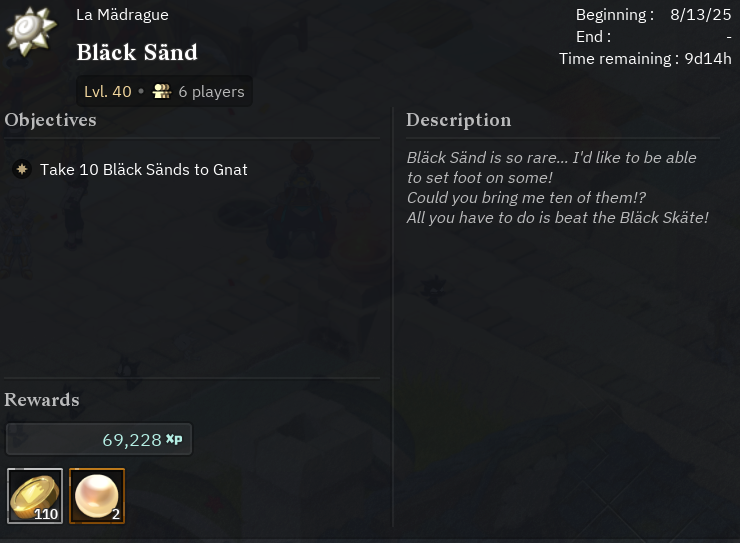 La Mädrague
Bläck Sänd
Lvl. 40 • 6 players
Beginning : 8/13/25
End : -
Time remaining : 9d14h
Objectives
Take 10 Bläck Sänds to Gnat
Description
Bläck Sänd is so rare... I'd like to be able
to set foot on some!
Could you bring me ten of them!?
All you have to do is beat the Bläck Skäte!
Rewards
69,228 Xp
110
2